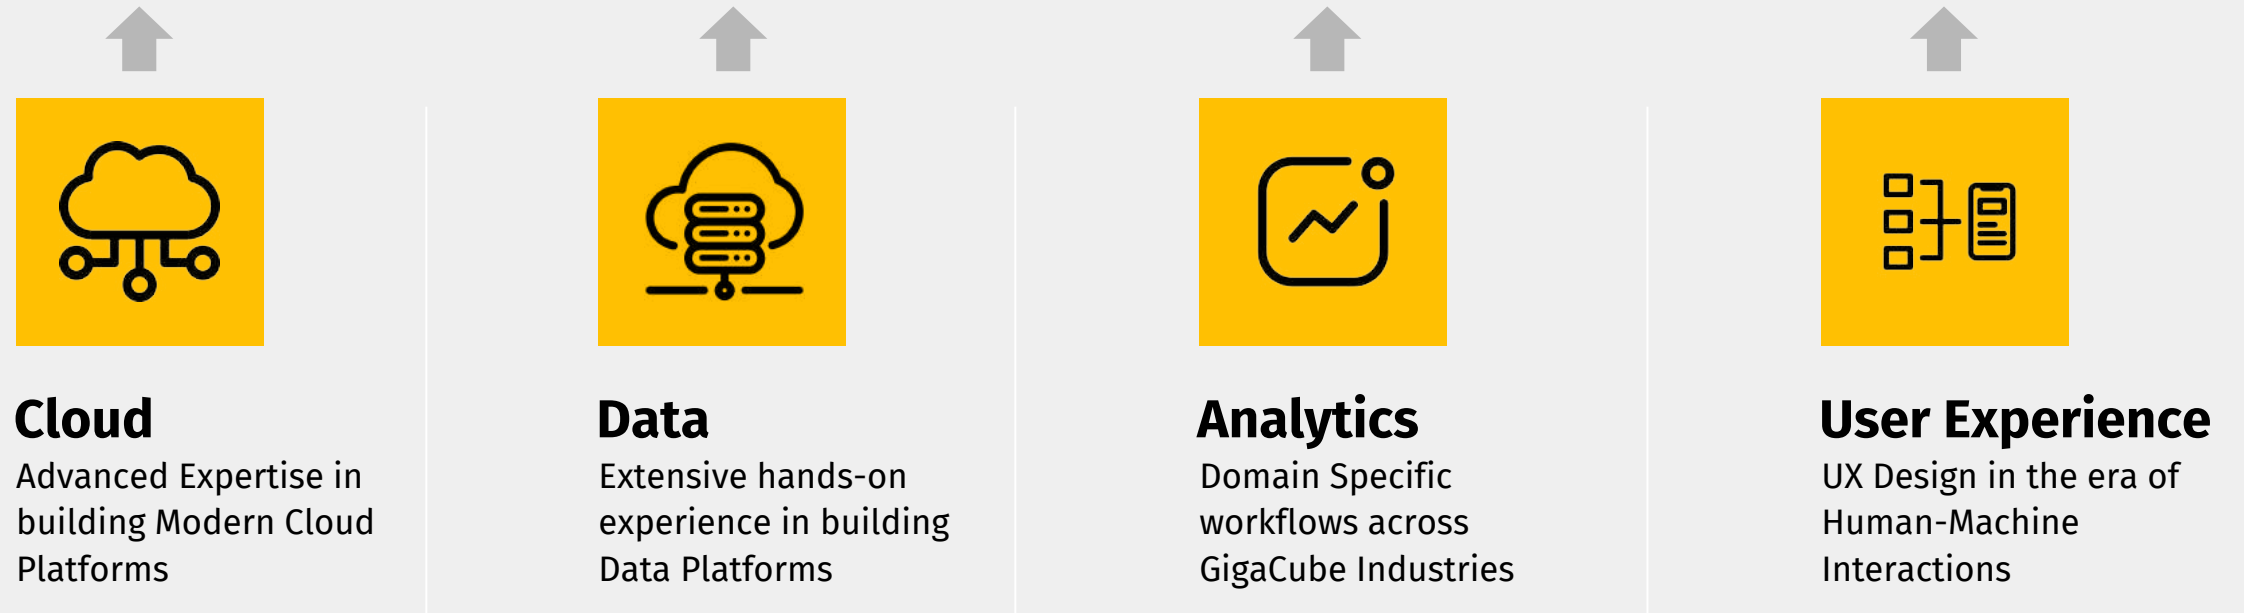 Cloud
Advanced Expertise in
building Modern Cloud
Platforms
Data
Extensive hands-on
experience in building
Data Platforms
Analytics
Domain Specific
workflows across
GigaCube Industries
User Experience
UX Design in the era of
Human-Machine
Interactions